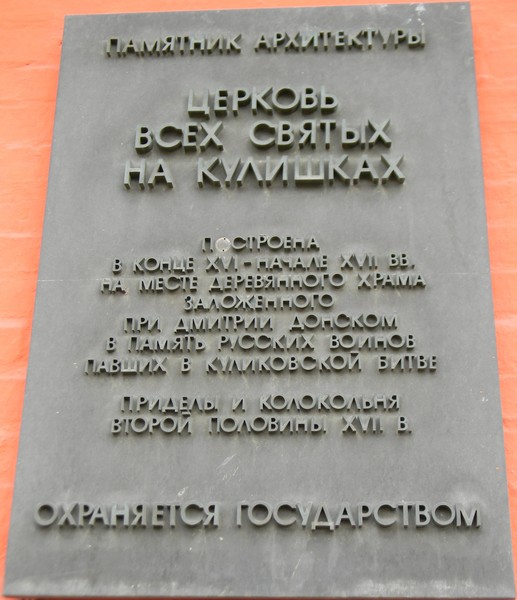 ПАМЯТНИК АРХИТЕКТУРЫ
ЦЕРКОВЬ
ВСЕХ СВЯТЫХ
НА КУЛИШКАХ
ПОСТРОЕНА
В КОНЦЕ XVI - НАЧАЛЕ XVII ВВ.
НА МЕСТЕ ДЕРЕВЯННОГО ХРАМА
ЗАЛОЖЕННОГО
ПРИ ДМИТРИИ ДОНСКОМ
В ПАМЯТЬ РУССКИХ ВОИНОВ
ПАВШИХ В КУЛИКОВСКОЙ БИТВЕ
ПРИДЕЛЫ И КОЛОКОЛЬНЯ
ВТОРОЙ ПОЛОВИНЫ XVII В.
ОХРАНЯЕТСЯ ГОСУДАРСТВОМ